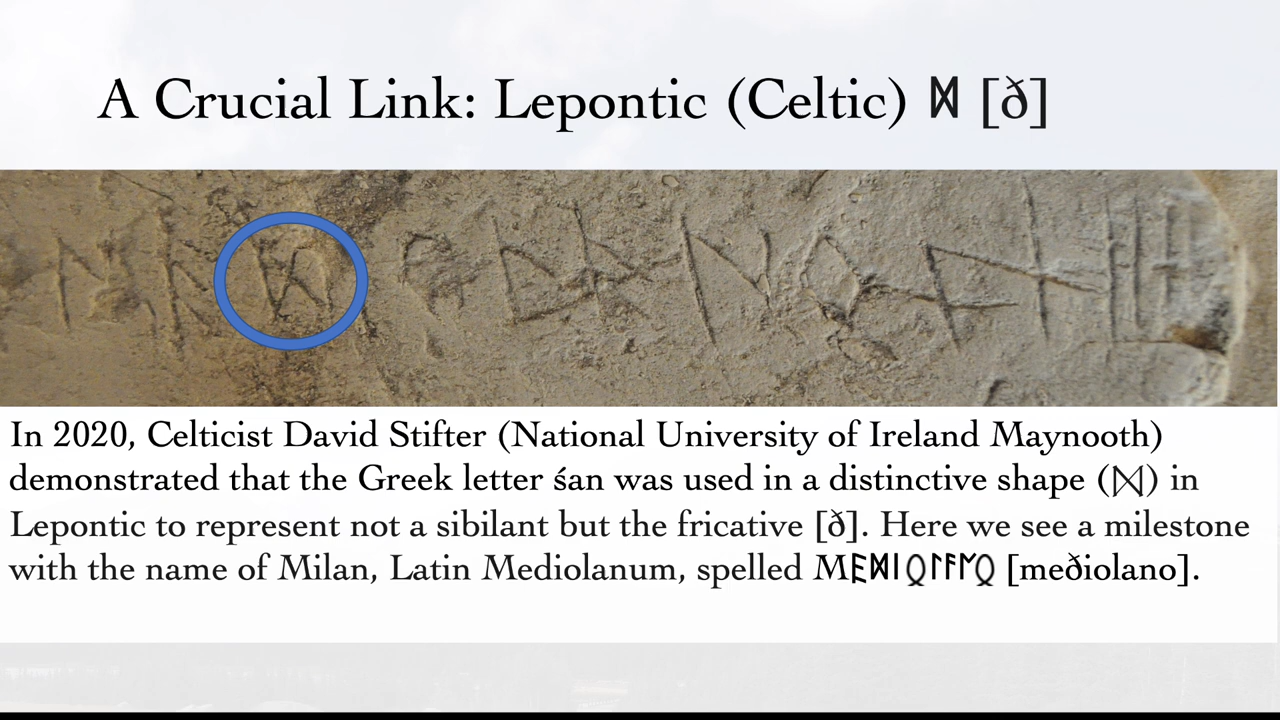 A Crucial Link: Lepontic (Celtic) ᛞ [ð]
In 2020, Celticist David Stifter (National University of Ireland Maynooth)
demonstrated that the Greek letter śan was used in a distinctive shape (ᛞ) in
Lepontic to represent not a sibilant but the fricative [ð]. Here we see a milestone
with the name of Milan, Latin Mediolanum, spelled [meðiolano].